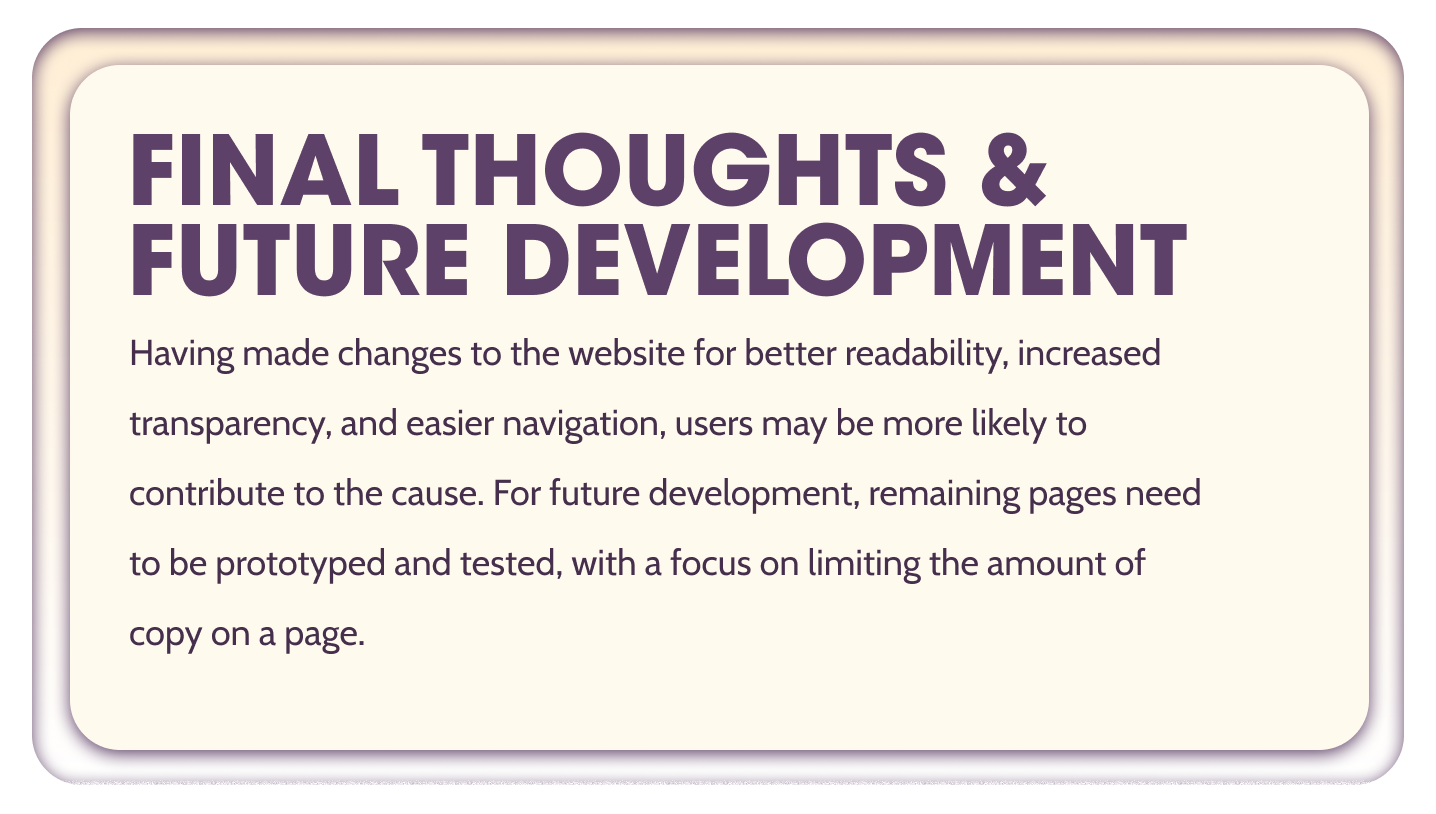 FINAL THOUGHTS &
FUTURE DEVELOPMENT
Having made changes to the website for better readability, increased
transparency, and easier navigation, users may be more likely to
contribute to the cause. For future development, remaining pages need
to be prototyped and tested, with a focus on limiting the amount of
copy on a page.